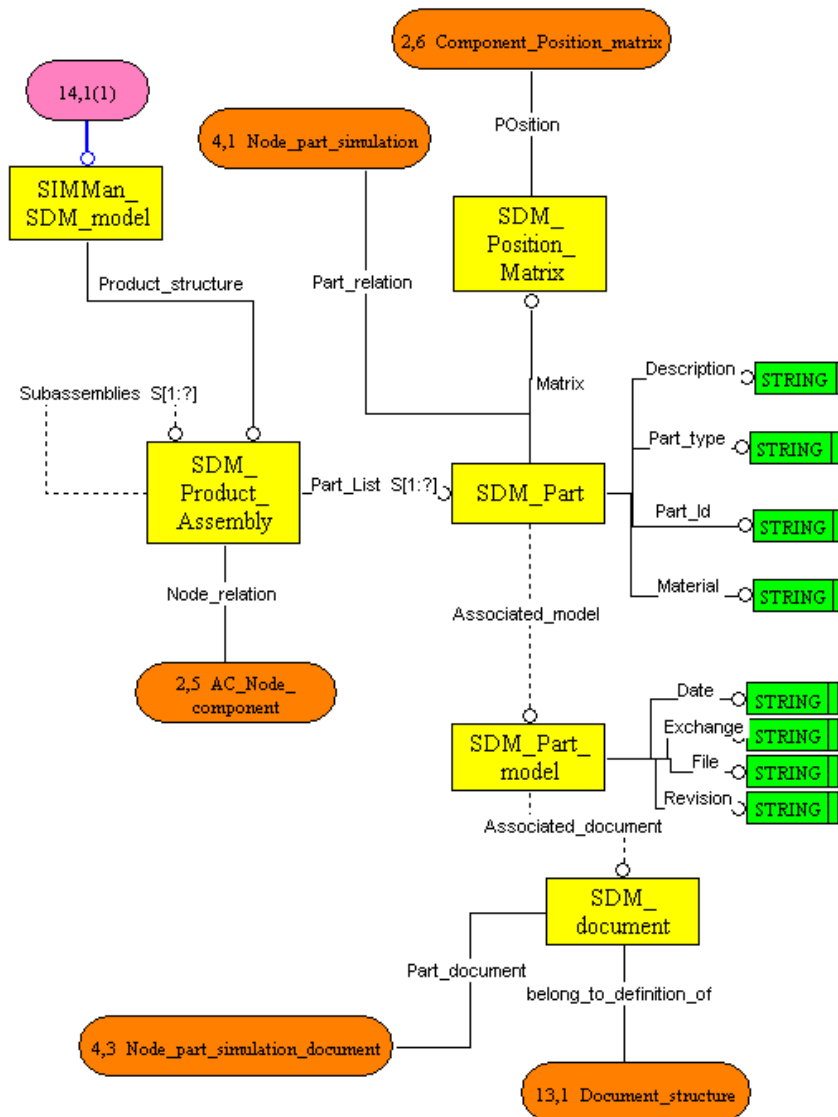 2,6 Component_Position_matrix
14,1(1)
POsition
4,1 Node_part_simulation
SIMMan_
SDM_model
SDM_
Position_
Matrix
Product_structure
Part_relation
Matrix
Description
STRING
Subassemblies S[1:?]
Part_type
STRING
SDM_
Product_
Assembly
Part_List S[1:?]
SDM_Part
Part_Id
STRING
Node_relation
Material
STRING
Associated_model
2,5 AC_Node_
component
Date
STRING
SDM_Part_
model
Exchange
STRING
File
STRING
Revision
STRING
Associated_document
SDM_
document
Part_document
belong_to_definition_of
4,3 Node_part_simulation_document
13,1 Document_structure